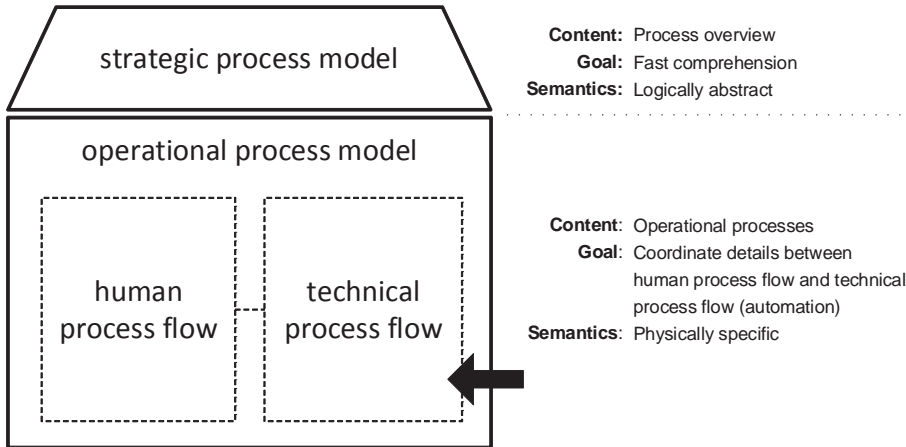 strategic process model
Content: Process overview
Goal: Fast comprehension
Semantics: Logically abstract
operational process model
human
process flow
technical
process flow
Content: Operational processes
Goal: Coordinate details between
human process flow and technical
process flow (automation)
Semantics: Physically specific